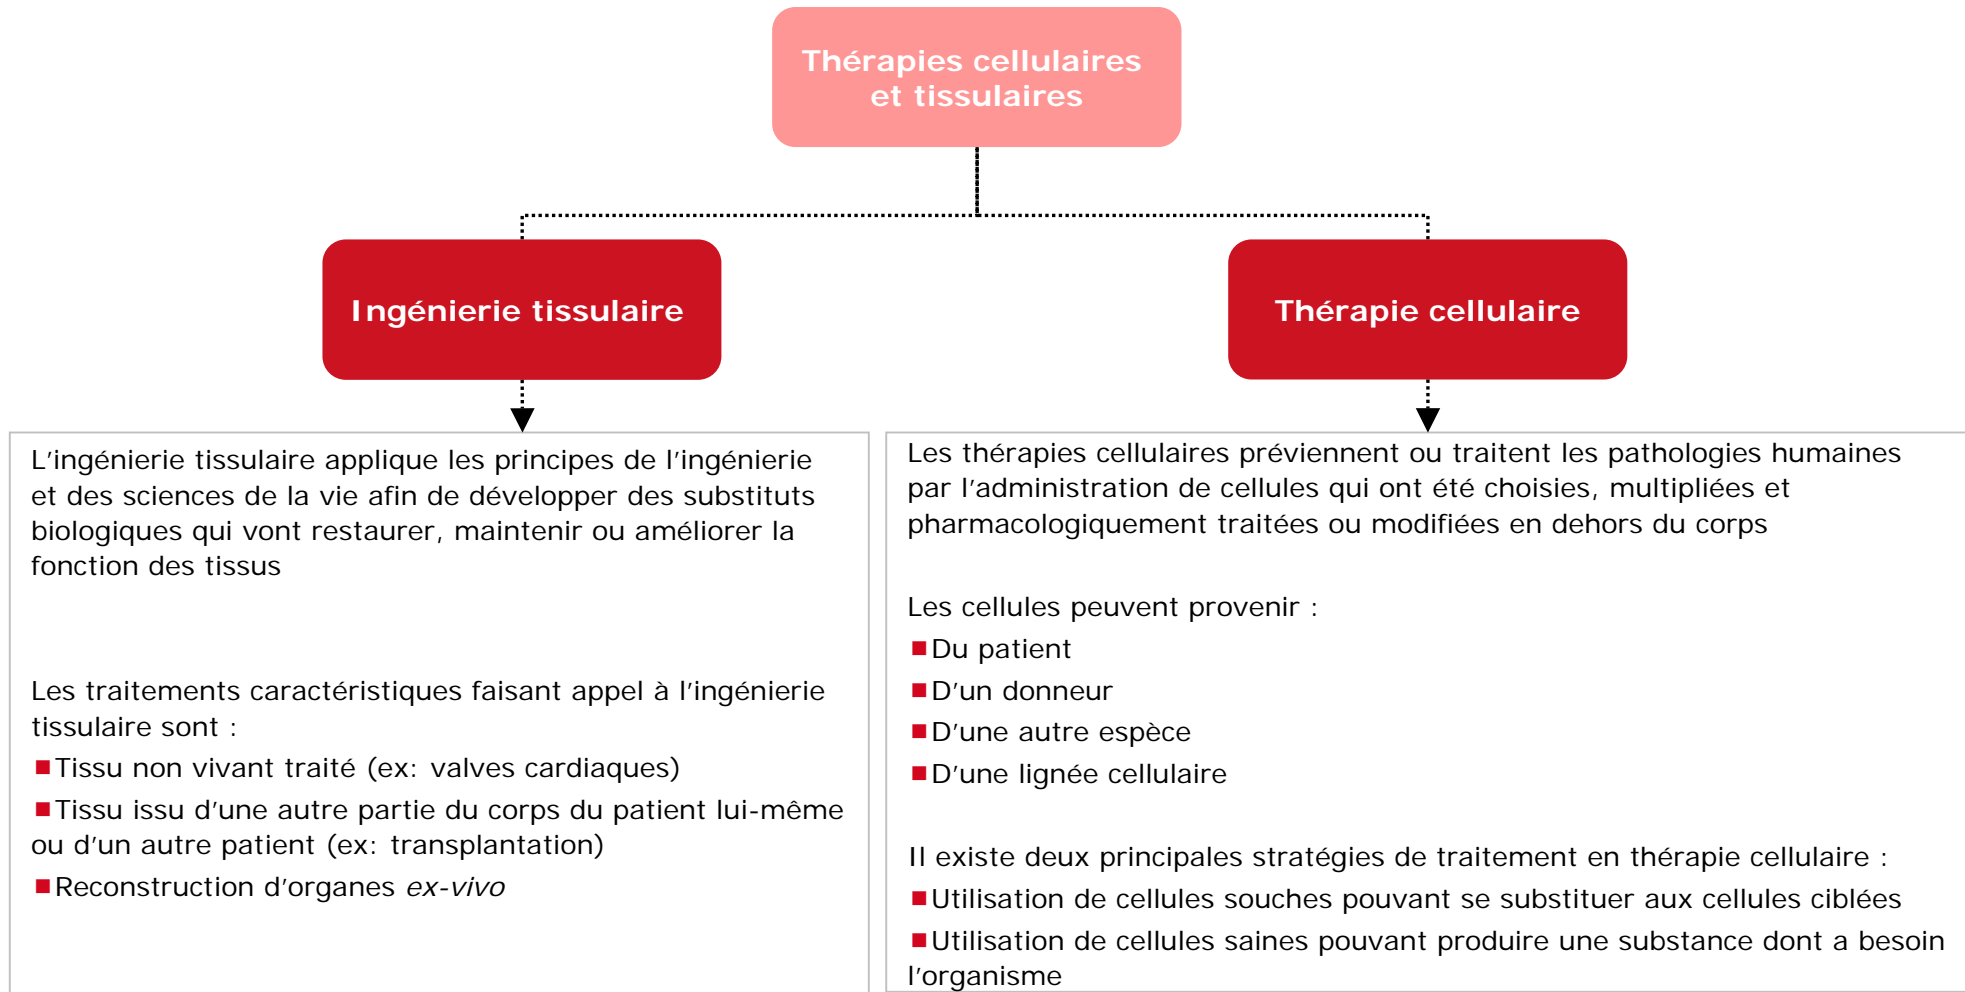 Thérapies cellulaires
et tissulaires
Ingénierie tissulaire
Thérapie cellulaire
L'ingénierie tissulaire applique les principes de l'ingénierie
et des sciences de la vie afin de développer des substituts
biologiques qui vont restaurer, maintenir ou améliorer la
fonction des tissus
Les traitements caractéristiques faisant appel à l'ingénierie
tissulaire sont :
■Tissu non vivant traité (ex: valves cardiaques)
■Tissu issu d'une autre partie du corps du patient lui-même
ou d'un autre patient (ex: transplantation)
■Reconstruction d'organes ex-vivo
Les thérapies cellulaires préviennent ou traitent les pathologies humaines
par l'administration de cellules qui ont été choisies, multipliées et
pharmacologiquement traitées ou modifiées en dehors du corps
Les cellules peuvent provenir :
■Du patient
■D'un donneur
■D'une autre espèce
■D'une lignée cellulaire
Il existe deux principales stratégies de traitement en thérapie cellulaire :
■Utilisation de cellules souches pouvant se substituer aux cellules ciblées
■Utilisation de cellules saines pouvant produire une substance dont a besoin
l'organisme